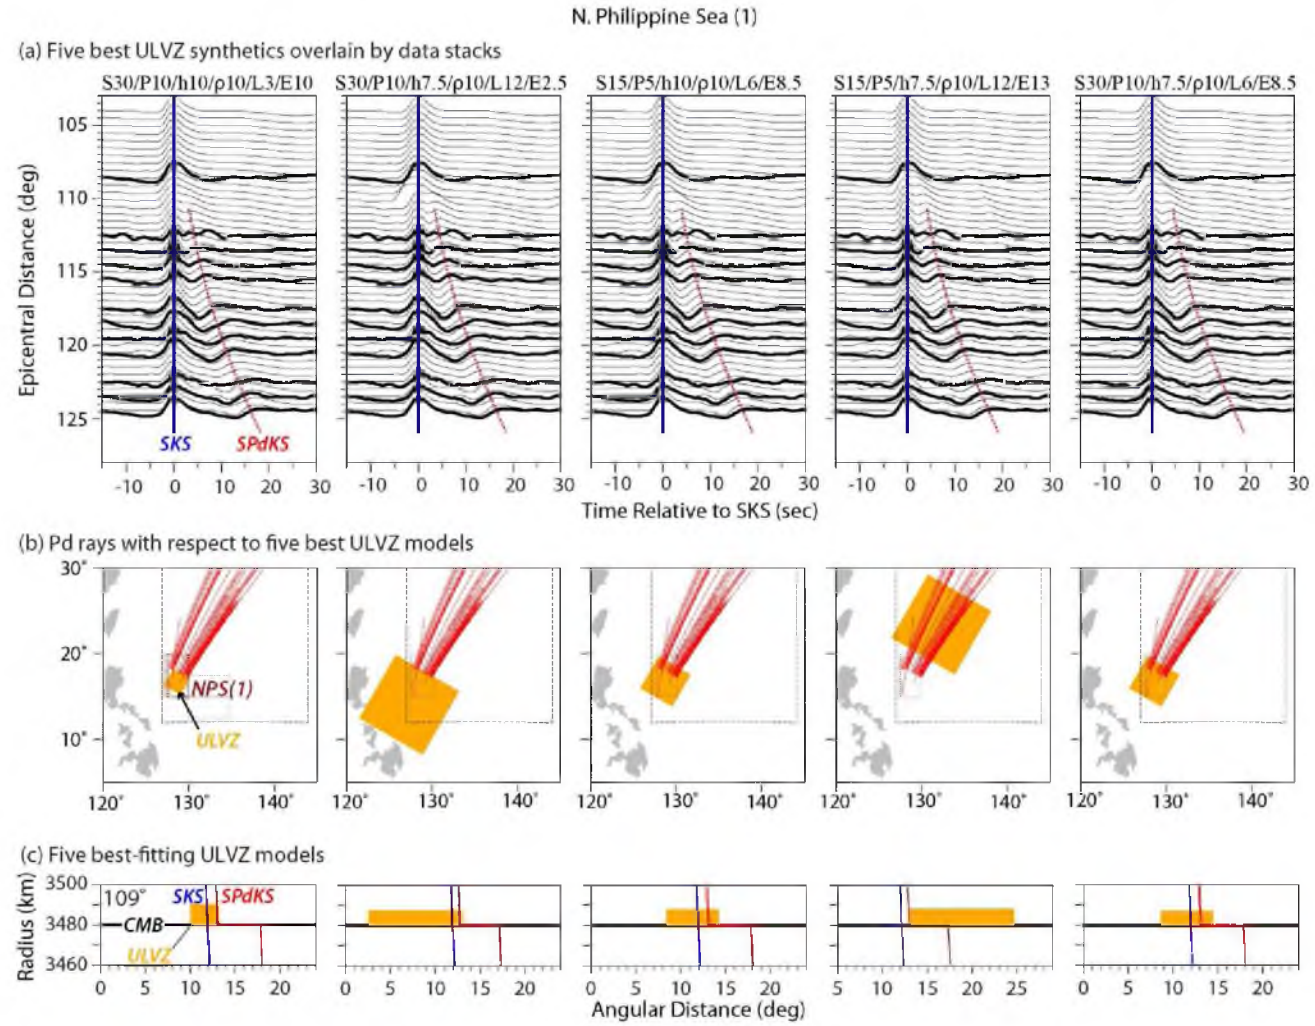 N. Philippine Sea (1)
(a) Five best ULVZ synthetics overlain by data stacks
S30/P10/h10/ρ10/L3/E10 S30/P10/h7.5/ρ10/L12/E2.5 S15/P5/h10/ρ10/L6/E8.5 S15/P5/h7.5/ρ10/L12/E13 S30/P10/h7.5/ρ10/L6/E8.5
Epicentral Distance (deg)
105
110
115
120
125
SKS SPdKS
-10 0 10 20 30 -10 0 10 20 30 -10 0 10 20 30 -10 0 10 20 30 -10 0 10 20 30
Time Relative to SKS (sec)
(b) Pd rays with respect to five best ULVZ models
30°
20°
10°
NPS(1)
ULVZ
120° 130° 140° 120° 130° 140° 120° 130° 140° 120° 130° 140° 120° 130° 140°
(c) Five best-fitting ULVZ models
Radius (km)
3500
3480
3460
109° SKS SPdKS
CMB
ULVZ
0 5 10 15 20 0 5 10 15 20 0 5 10 15 20 5 10 15 20 25 0 5 10 15 20
Angular Distance (deg)